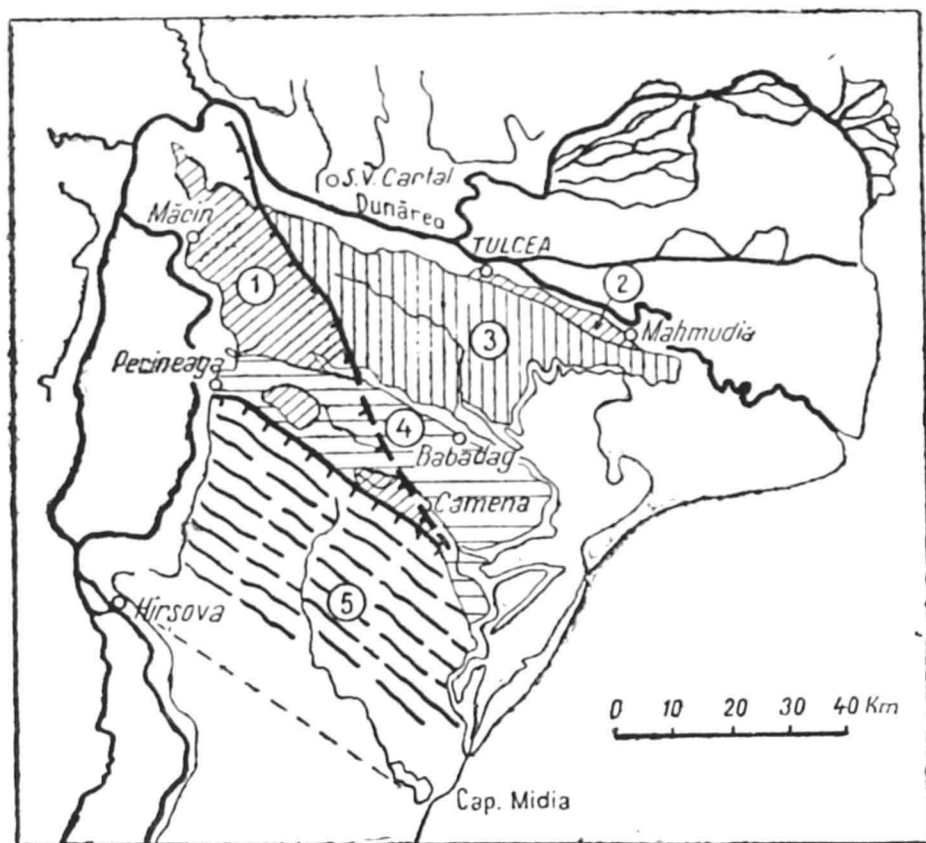 S.V. Cartal
Dunărea
Măcin
TULCEA
1
2
3
Mahmudia
Pecineaga
4
Babadag
Camena
5
Hîrsova
0 10 20 30 40 Km
Cap. Midia